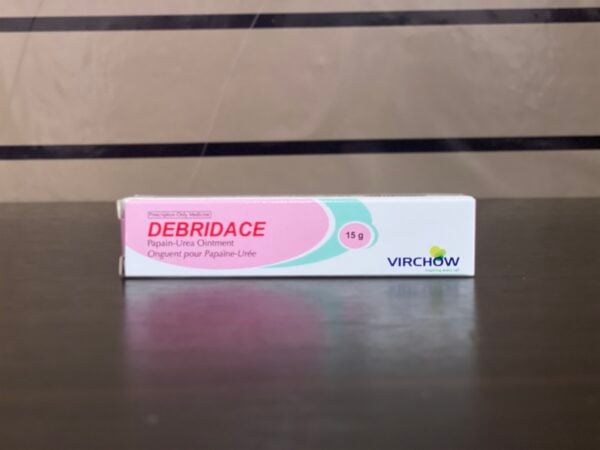 Prescription Only Medicine
DEBRIDACE
Papain-Urea Ointment
Onguent pour Papaïne-Urée
15 g
VIRCHOW